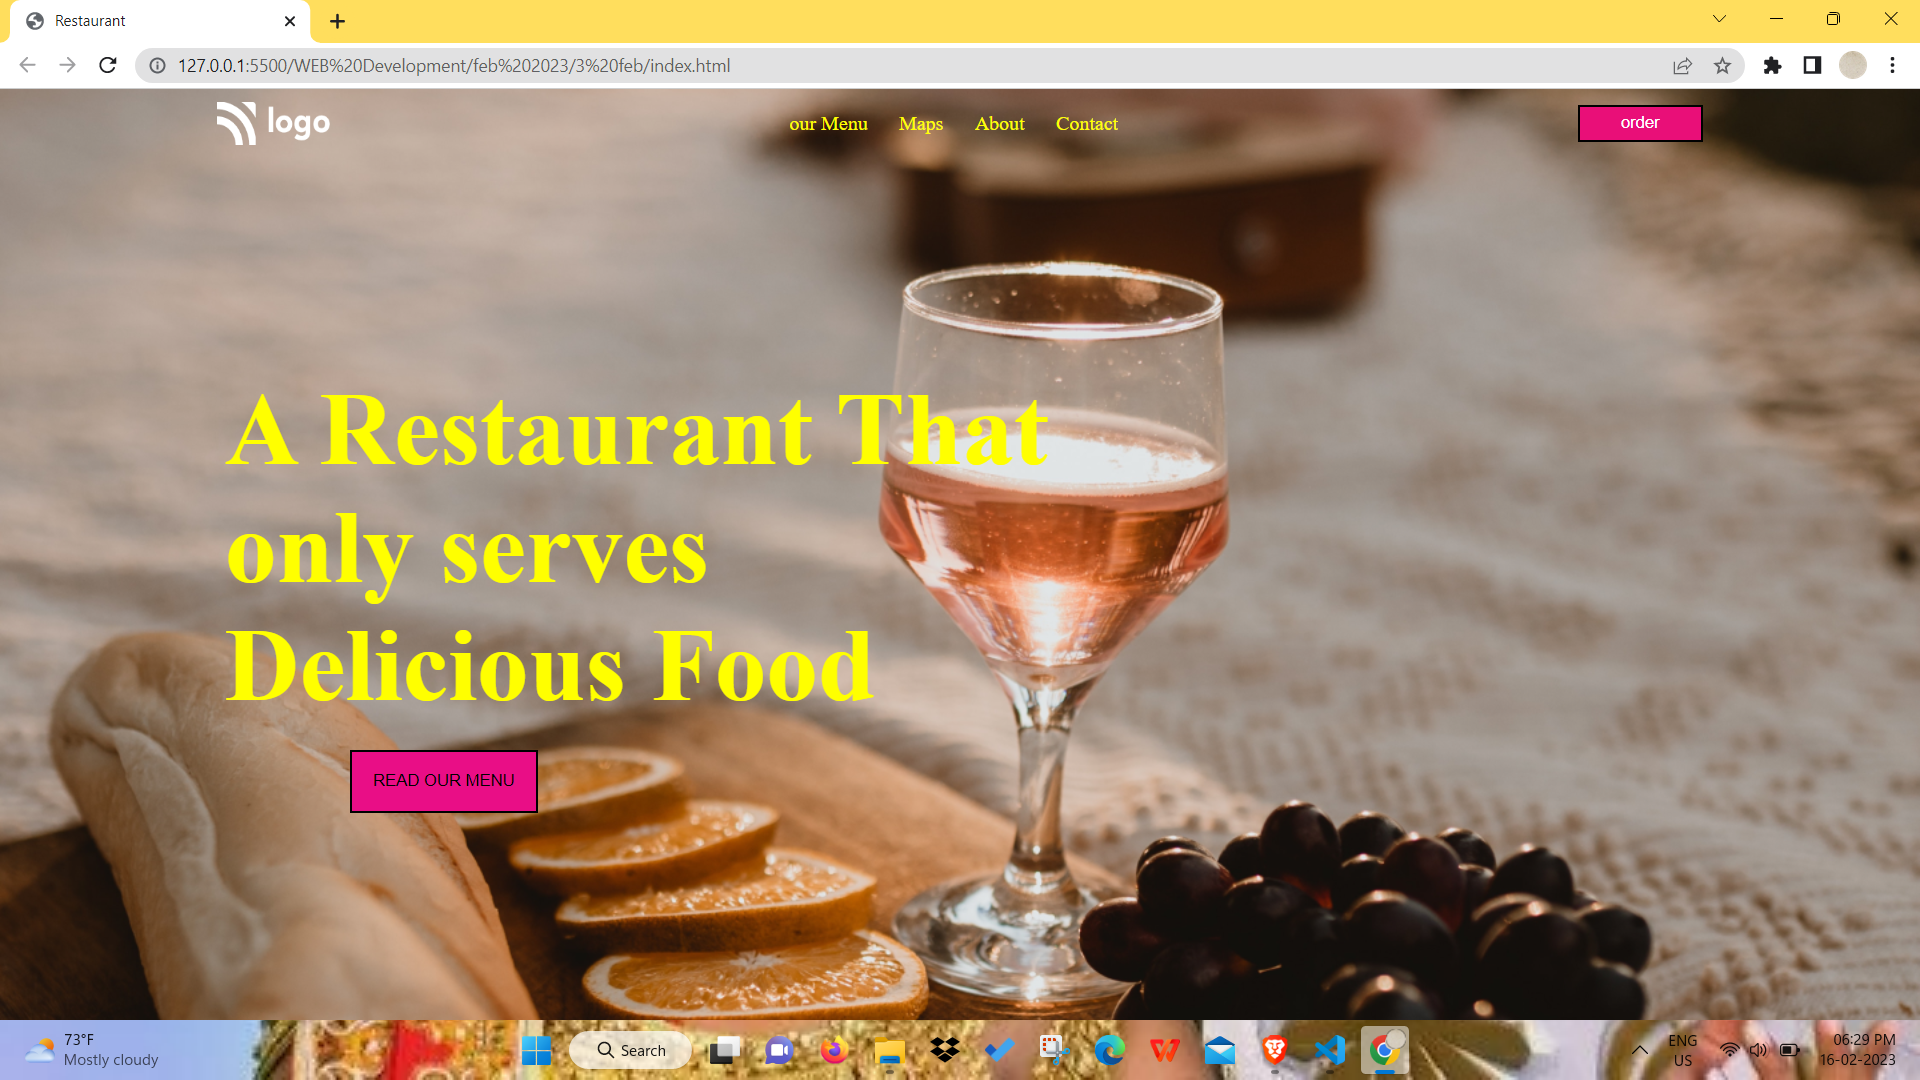 Restaurant
127.0.0.1:5500/WEB%20Development/feb%202023/3%20feb/index.html
logo
our Menu Maps About Contact
order
A Restaurant That
only serves
Delicious Food
READ OUR MENU
73°F
Mostly cloudy
Search
ENG
US
06:29 PM
16-02-2023